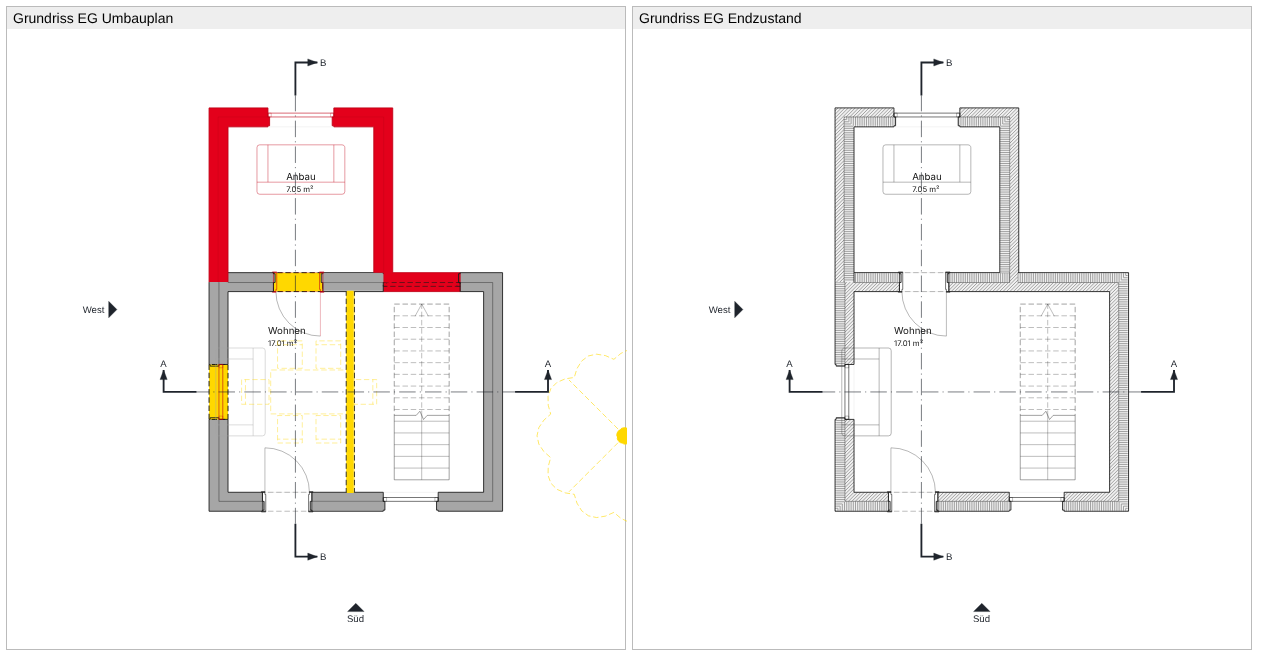 Grundriss EG Umbauplan
B
Anbau
7.05 m²
West
Wohnen
17.01 m²
A
A
B
Süd
Grundriss EG Endzustand
B
Anbau
7.05 m²
West
Wohnen
17.01 m²
A
A
B
Süd